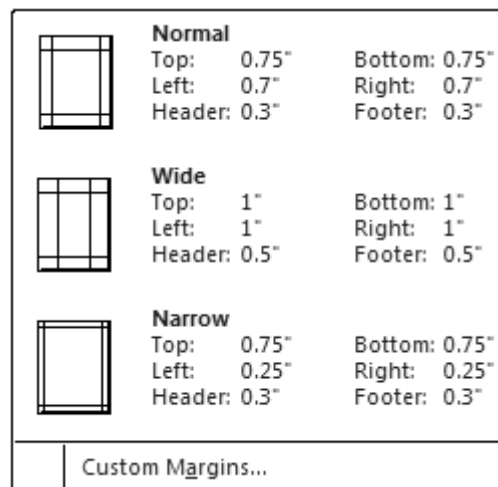 Normal
Top: 0.75" Bottom: 0.75"
Left: 0.7" Right: 0.7"
Header: 0.3" Footer: 0.3"
Wide
Top: 1" Bottom: 1"
Left: 1" Right: 1"
Header: 0.5" Footer: 0.5"
Narrow
Top: 0.75" Bottom: 0.75"
Left: 0.25" Right: 0.25"
Header: 0.3" Footer: 0.3"
Custom Margins...